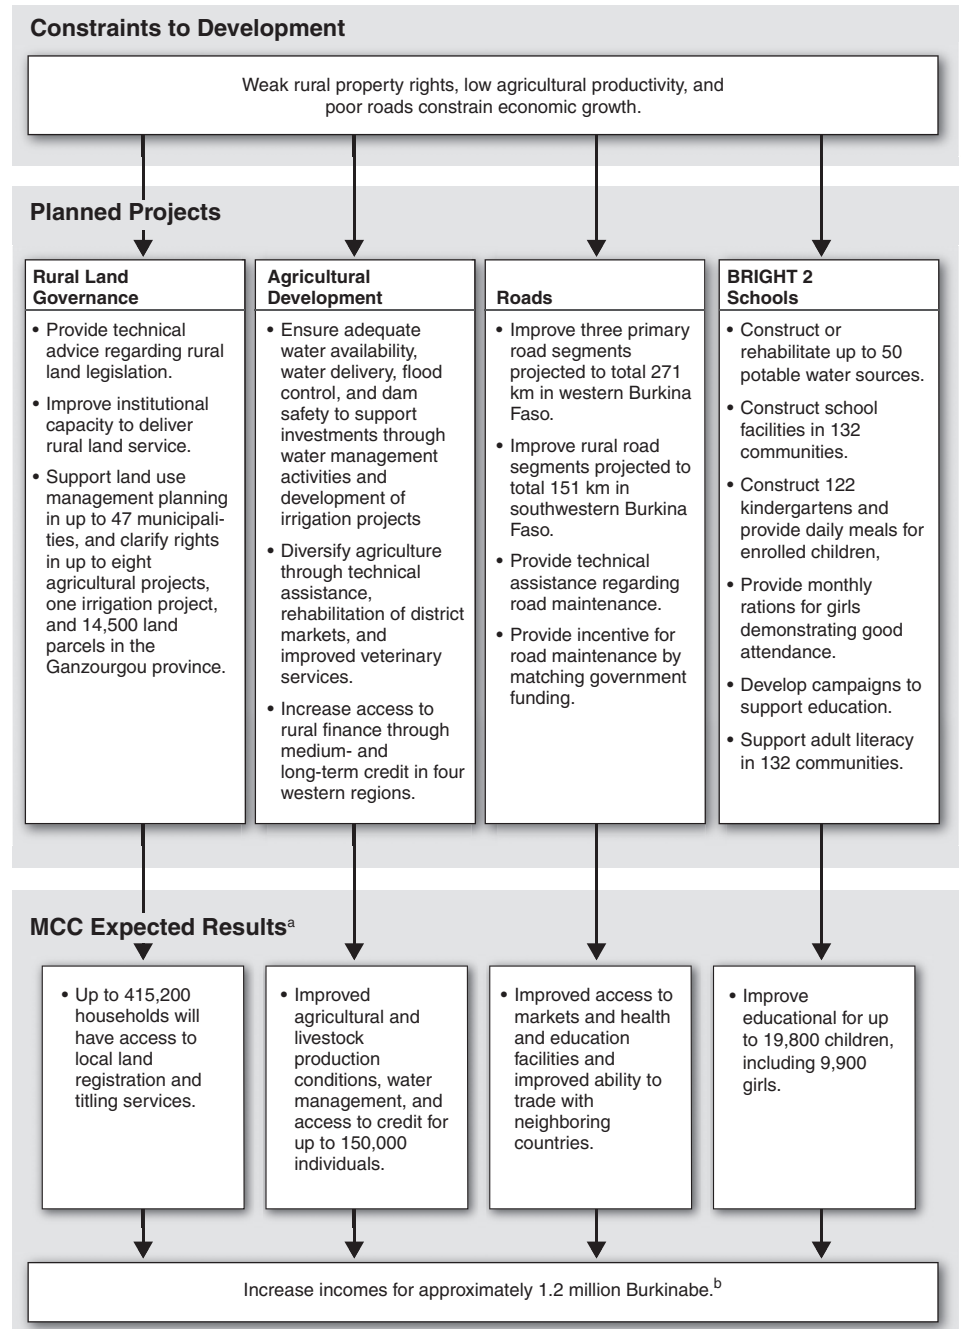 Constraints to Development
Weak rural property rights, low agricultural productivity, and
poor roads constrain economic growth.
Planned Projects
Rural Land
Governance
• Provide technical
advice regarding rural
land legislation.
• Improve institutional
capacity to deliver
rural land service.
• Support land use
management planning
in up to 47 municipali-
ties, and clarify rights
in up to eight
agricultural projects,
one irrigation project,
and 14,500 land
parcels in the
Ganzourgou province.
Agricultural
Development
• Ensure adequate
water availability,
water delivery, flood
control, and dam
safety to support
investments through
water management
activities and
development of
irrigation projects
• Diversify agriculture
through technical
assistance,
rehabilitation of district
markets, and
improved veterinary
services.
• Increase access to
rural finance through
medium- and
long-term credit in four
western regions.
Roads
• Improve three primary
road segments
projected to total 271
km in western Burkina
Faso.
• Improve rural road
segments projected to
total 151 km in
southwestern Burkina
Faso.
• Provide technical
assistance regarding
road maintenance.
• Provide incentive for
road maintenance by
matching government
funding.
BRIGHT 2
Schools
• Construct or
rehabilitate up to 50
potable water sources.
• Construct school
facilities in 132
communities.
• Construct 122
kindergartens and
provide daily meals for
enrolled children,
• Provide monthly
rations for girls
demonstrating good
attendance.
• Develop campaigns to
support education.
• Support adult literacy
in 132 communities.
MCC Expected Resultsa
• Up to 415,200
households will
have access to
local land
registration and
titling services.
• Improved
agricultural and
livestock
production
conditions, water
management, and
access to credit for
up to 150,000
individuals.
• Improved access to
markets and health
and education
facilities and
improved ability to
trade with
neighboring
countries.
• Improve
educational for up
to 19,800 children,
including 9,900
girls.
Increase incomes for approximately 1.2 million Burkinabe.b